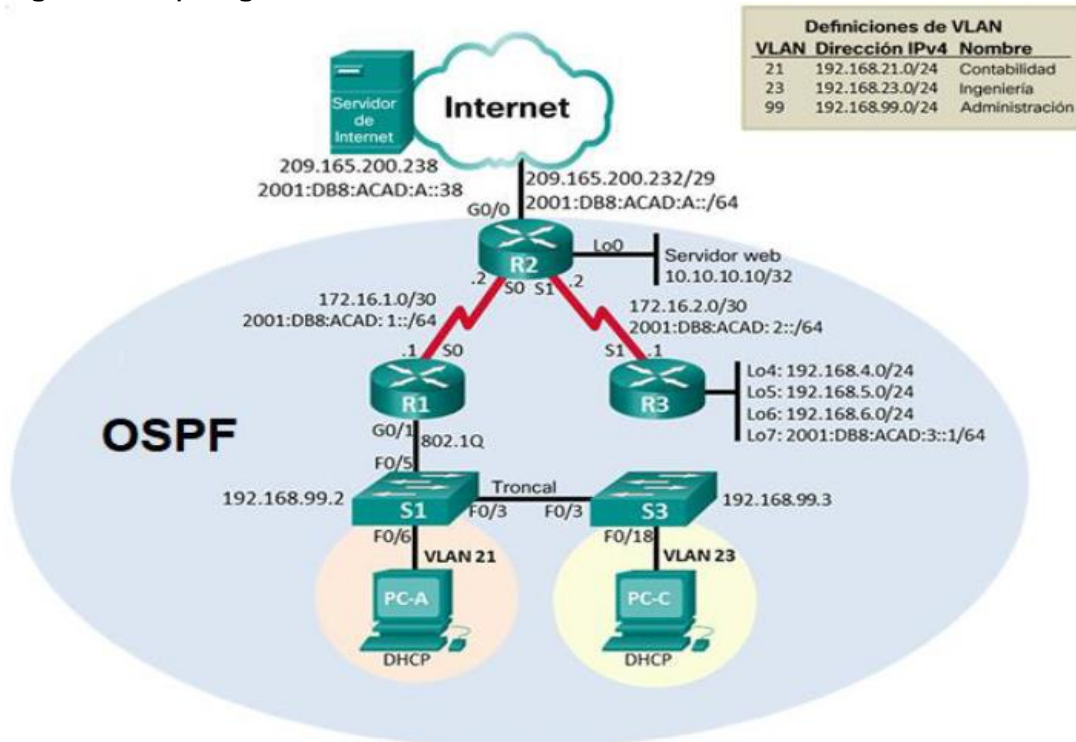 Definiciones de VLAN
VLAN Dirección IPv4 Nombre
21 192.168.21.0/24 Contabilidad
23 192.168.23.0/24 Ingeniería
99 192.168.99.0/24 Administración
Servidor
de
Internet
Internet
209.165.200.238
2001:DB8:ACAD:A::38
209.165.200.232/29
2001:DB8:ACAD:A::/64
G0/0
R2
Lo0
Servidor web
10.10.10.10/32
.2
S0
S1
.2
172.16.1.0/30
2001:DB8:ACAD: 1::/64
172.16.2.0/30
2001:DB8:ACAD: 2::/64
.1
S0
S1
.1
R1
R3
Lo4: 192.168.4.0/24
Lo5: 192.168.5.0/24
Lo6: 192.168.6.0/24
Lo7: 2001:DB8:ACAD:3::1/64
OSPF
G0/1
802.1Q
F0/5
192.168.99.2
S1
Troncal
F0/3
F0/3
S3
192.168.99.3
F0/6
VLAN 21
F0/18
VLAN 23
PC-A
PC-C
DHCP
DHCP